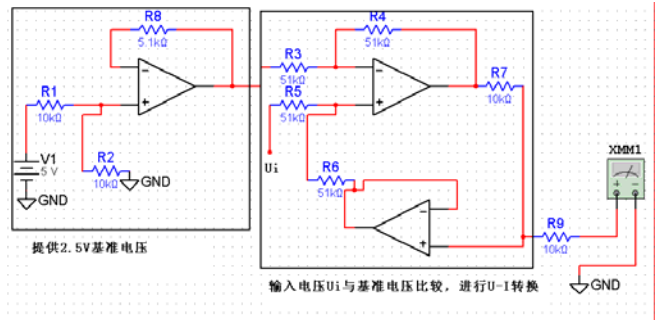 R8
5.1kΩ
R1
10kΩ
V1
5 V
GND
R2
10kΩ
GND
R3
51kΩ
R4
51kΩ
R5
51kΩ
Ui
R6
51kΩ
R7
10kΩ
R9
10kΩ
XMM1
GND
提供2.5V基准电压
输入电压Ui与基准电压比较，进行U-I转换